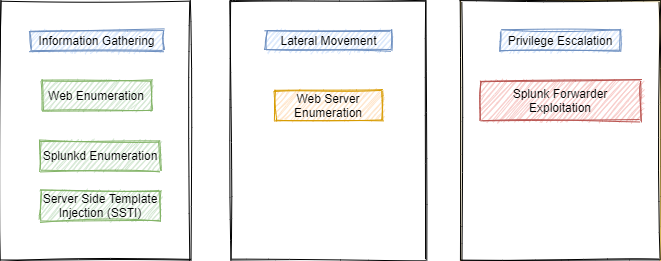 Information Gathering
Web Enumeration
Splunkd Enumeration
Server Side Template
Injection (SSTI)
Lateral Movement
Web Server
Enumeration
Privilege Escalation
Splunk Forwarder
Exploitation